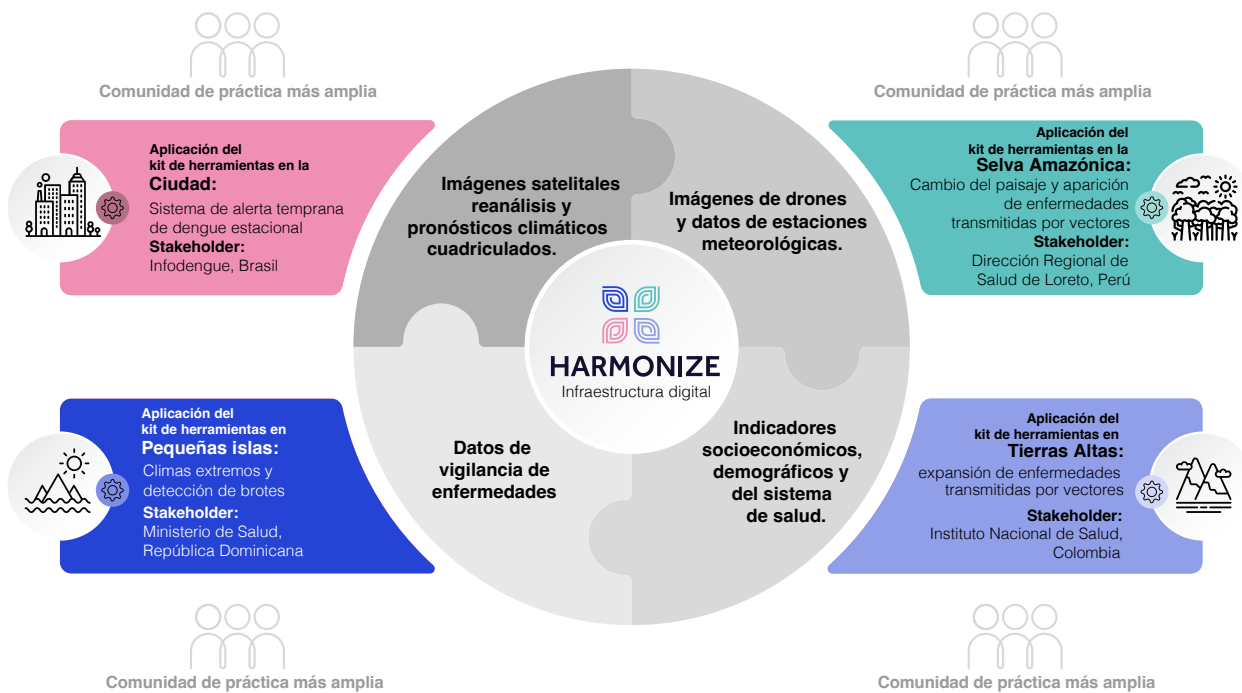 Comunidad de práctica más amplia
Comunidad de práctica más amplia
Aplicación del
kit de herramientas en la
Ciudad:
Sistema de alerta temprana
de dengue estacional
Stakeholder:
Infodengue, Brasil
Imágenes satelitales
reanálisis y
pronósticos climáticos
cuadriculados.
Imágenes de drones
y datos de estaciones
meteorológicas.
Aplicación del
kit de herramientas en la
Selva Amazónica:
Cambio del paisaje y aparición
de enfermedades
transmitidas por vectores
Stakeholder:
Dirección Regional de
Salud de Loreto, Perú
HARMONIZE
Infraestructura digital
Aplicación del
kit de herramientas en
Pequeñas islas:
Climas extremos y
detección de brotes
Stakeholder:
Ministerio de Salud,
República Dominicana
Datos de
vigilancia de
enfermedades
Indicadores
socioeconómicos,
demográficos y
del sistema
de salud.
Aplicación del
kit de herramientas en
Tierras Altas:
expansión de enfermedades
transmitidas por vectores
Stakeholder:
Instituto Nacional de Salud,
Colombia
Comunidad de práctica más amplia
Comunidad de práctica más amplia